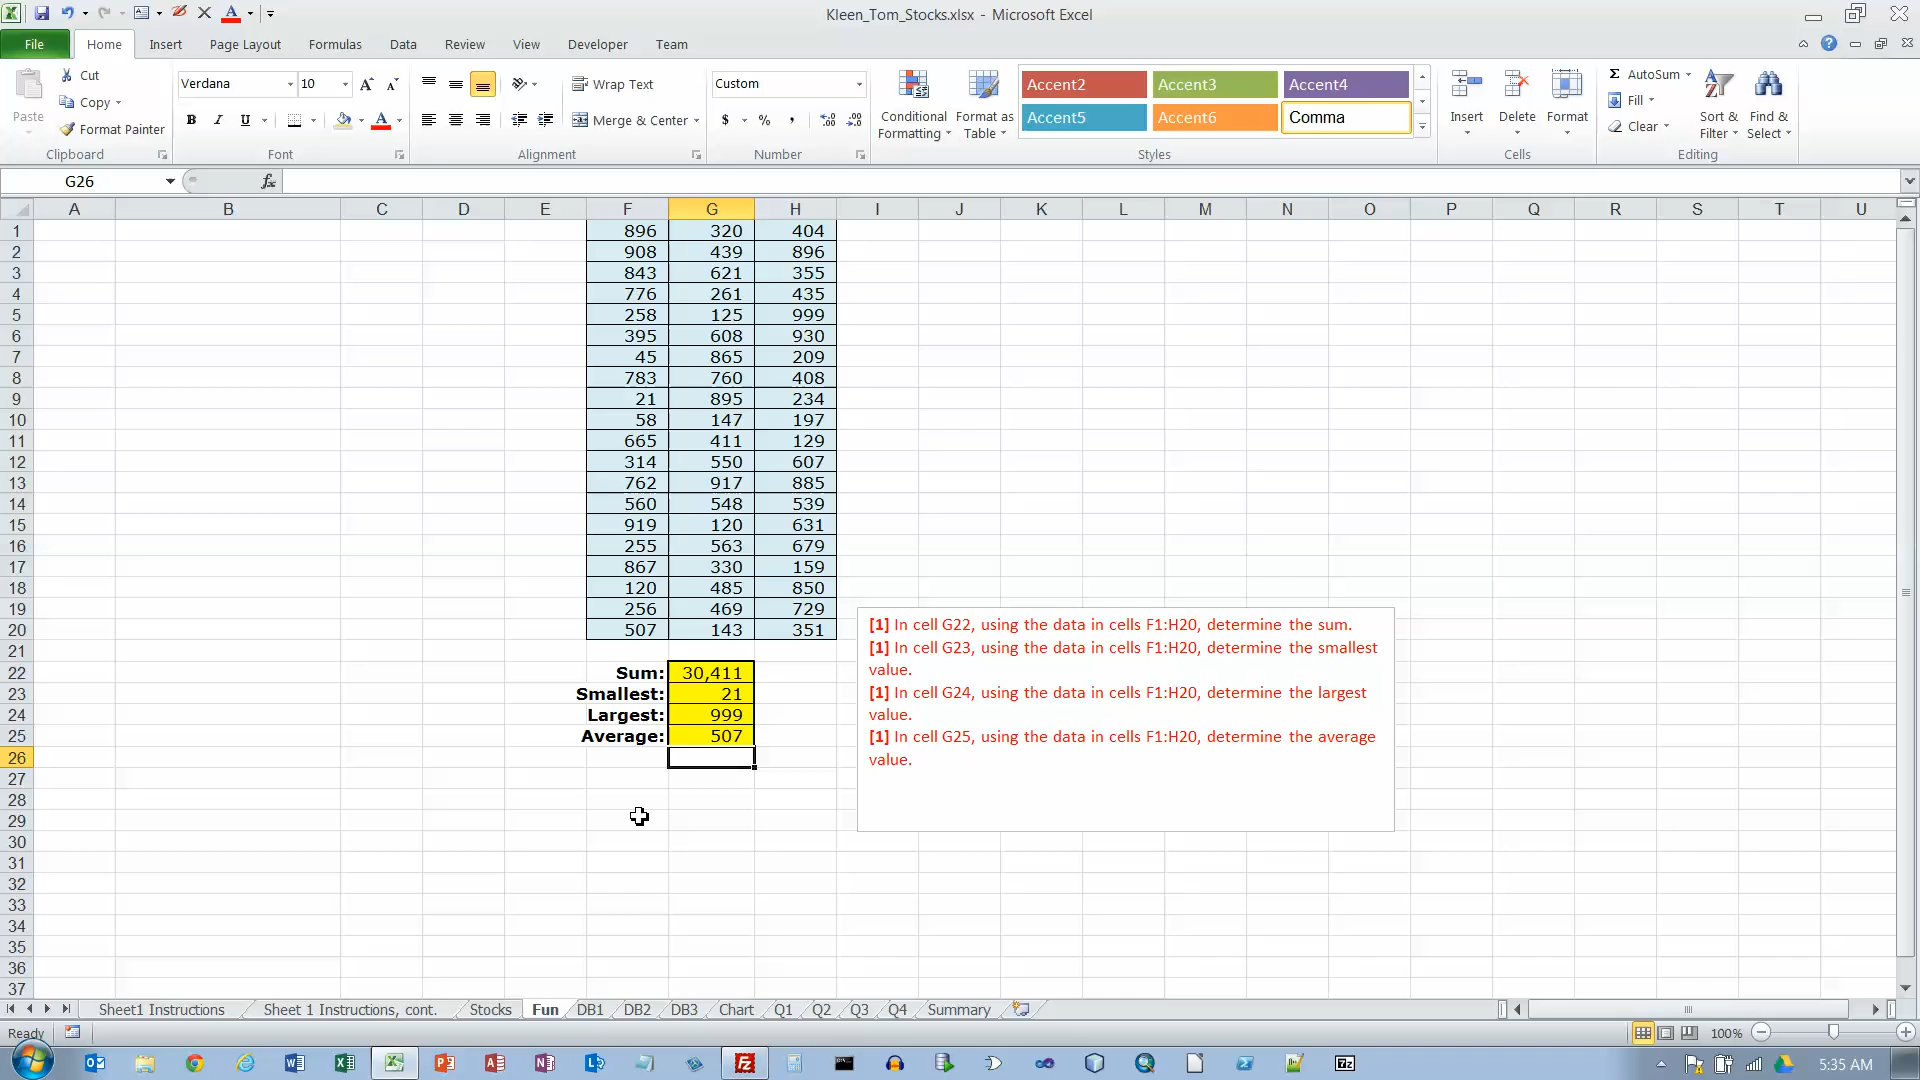 Kleen_Tom_Stocks.xlsx - Microsoft Excel
File Home Insert Page Layout Formulas Data Review View Developer Team
Paste
Cut
Copy
Format Painter
Clipboard
Verdana 10
B I U
Font
Wrap Text
Merge & Center
Alignment
Custom
$ % ,
Number
Conditional Formatting
Format as Table
Accent2 Accent3 Accent4
Accent5 Accent6 Comma
Styles
Insert Delete Format
Cells
AutoSum
Fill
Clear
Sort & Filter
Find & Select
Editing
G26 fx
A B C D E F G H I J K L M N O P Q R S T U
1 896 320 404
2 908 439 896
3 843 621 355
4 776 261 435
5 258 125 999
6 395 608 930
7 45 865 209
8 783 760 408
9 21 895 234
10 58 147 197
11 665 411 129
12 314 550 607
13 762 917 885
14 560 548 539
15 919 120 631
16 255 563 679
17 867 330 159
18 120 485 850
19 256 469 729
20 507 143 351
21
22 Sum: 30,411
23 Smallest: 21
24 Largest: 999
25 Average: 507
26
27
28
29
30
31
32
33
34
35
36
37
[1] In cell G22, using the data in cells F1:H20, determine the sum.
[1] In cell G23, using the data in cells F1:H20, determine the smallest
value.
[1] In cell G24, using the data in cells F1:H20, determine the largest
value.
[1] In cell G25, using the data in cells F1:H20, determine the average
value.
Sheet1 Instructions Sheet 1 Instructions, cont. Stocks Fun DB1 DB2 DB3 Chart Q1 Q2 Q3 Q4 Summary
Ready 100%
5:35 AM